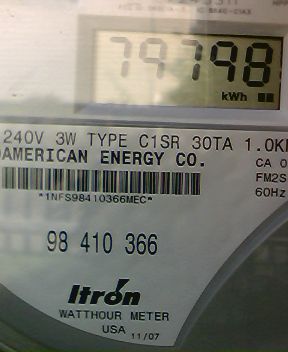 79798
kWh
240V 3W TYPE C1SR 30TA 1.0
AMERICAN ENERGY CO.
CA 0
FM2S
60Hz
*1NFS98410366MEC*
98 410 366
Itron
WATTHOUR METER
USA 11/07